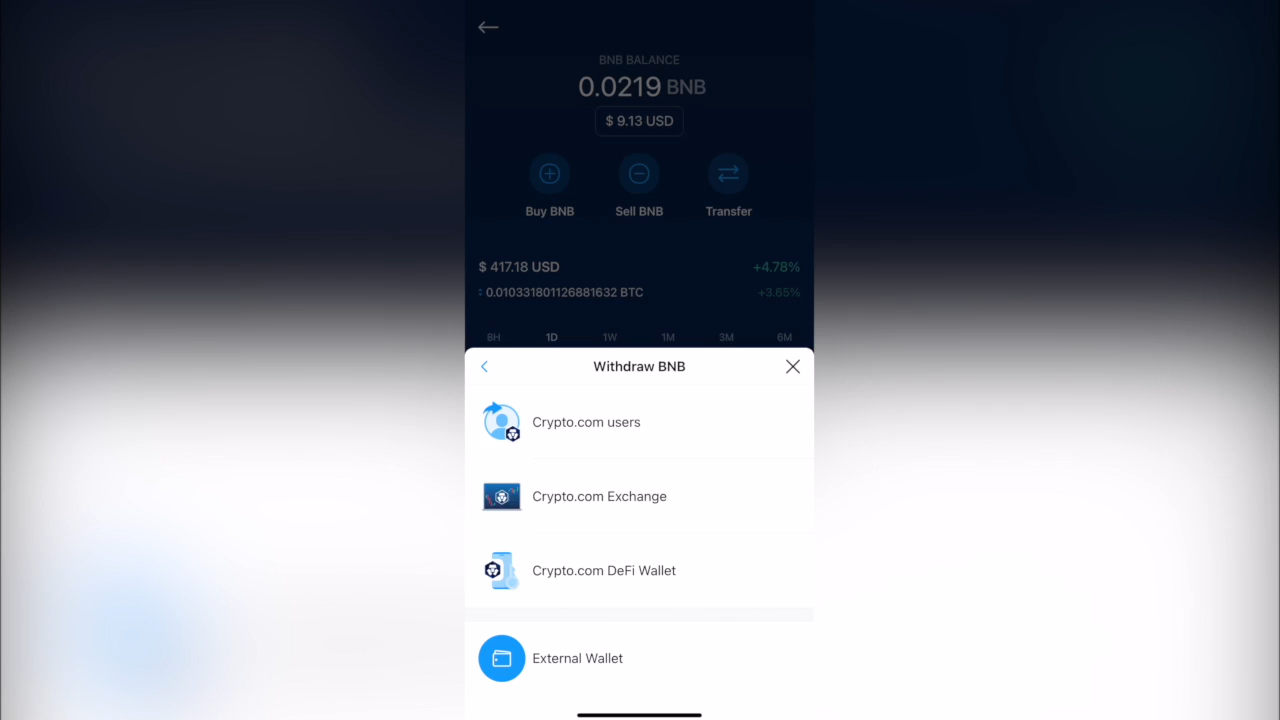 BNB BALANCE
0.0219 BNB
$ 9.13 USD
Buy BNB
Sell BNB
Transfer
$ 417.18 USD
+4.78%
0.010331801126881632 BTC
+3.65%
8H 1D 1W 1M 3M 6M
Withdraw BNB
Crypto.com users
Crypto.com Exchange
Crypto.com DeFi Wallet
External Wallet